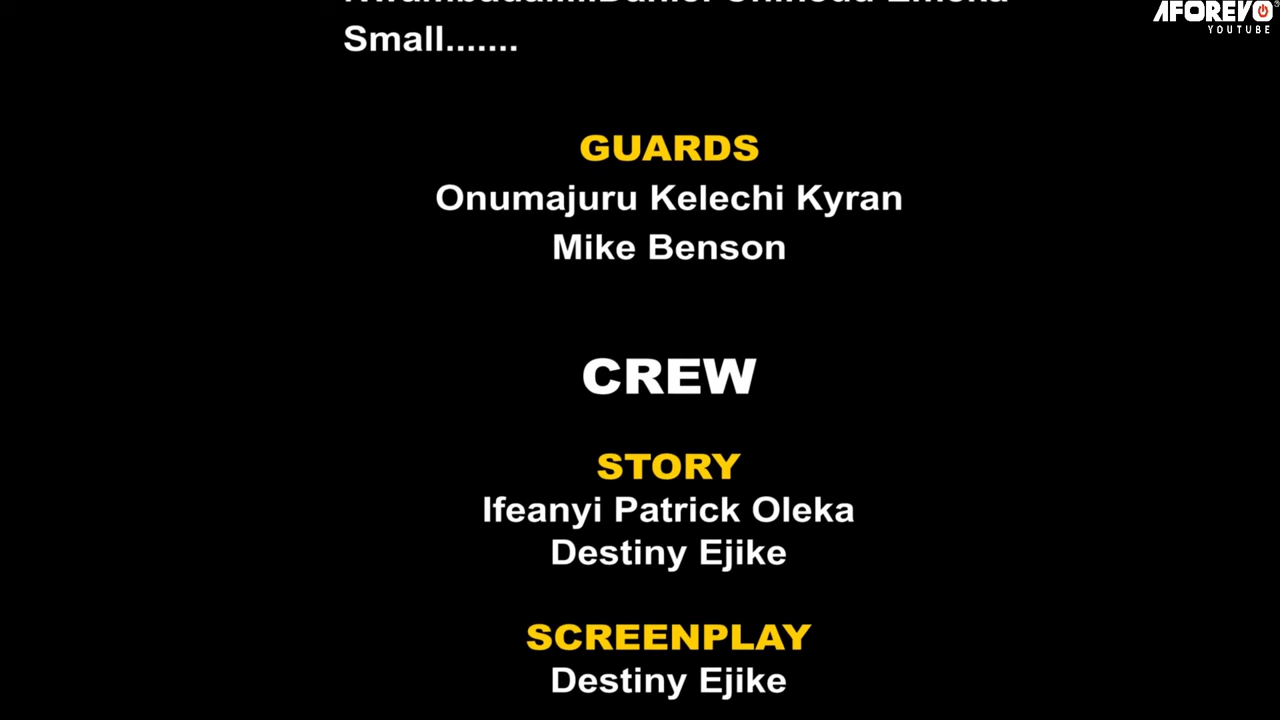 AFOREVO
YOUTUBE
Small.......
GUARDS
Onumajuru Kelechi Kyran
Mike Benson
CREW
STORY
Ifeanyi Patrick Oleka
Destiny Ejike
SCREENPLAY
Destiny Ejike